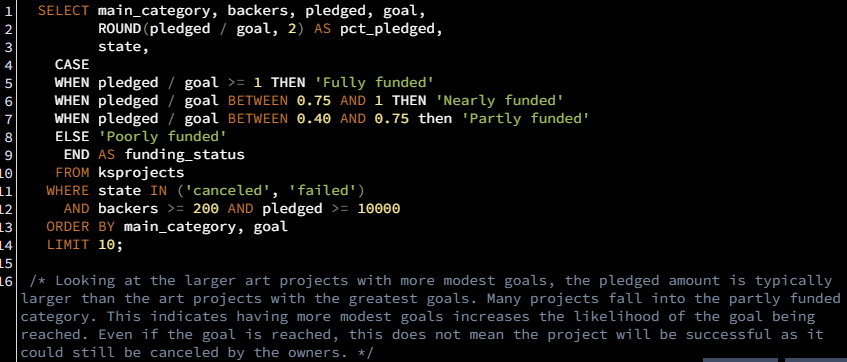 1 SELECT main_category, backers, pledged, goal,
2 ROUND(pledged / goal, 2) AS pct_pledged,
3 state,
4 CASE
5 WHEN pledged / goal >= 1 THEN 'Fully funded'
6 WHEN pledged / goal BETWEEN 0.75 AND 1 THEN 'Nearly funded'
7 WHEN pledged / goal BETWEEN 0.40 AND 0.75 then 'Partly funded'
8 ELSE 'Poorly funded'
9 END AS funding_status
10 FROM ksprojects
11 WHERE state IN ('canceled', 'failed')
12 AND backers >= 200 AND pledged >= 10000
13 ORDER BY main_category, goal
14 LIMIT 10;
15
16 /* Looking at the larger art projects with more modest goals, the pledged amount is typically
larger than the art projects with the greatest goals. Many projects fall into the partly funded
category. This indicates having more modest goals increases the likelihood of the goal being
reached. Even if the goal is reached, this does not mean the project will be successful as it
could still be canceled by the owners. */